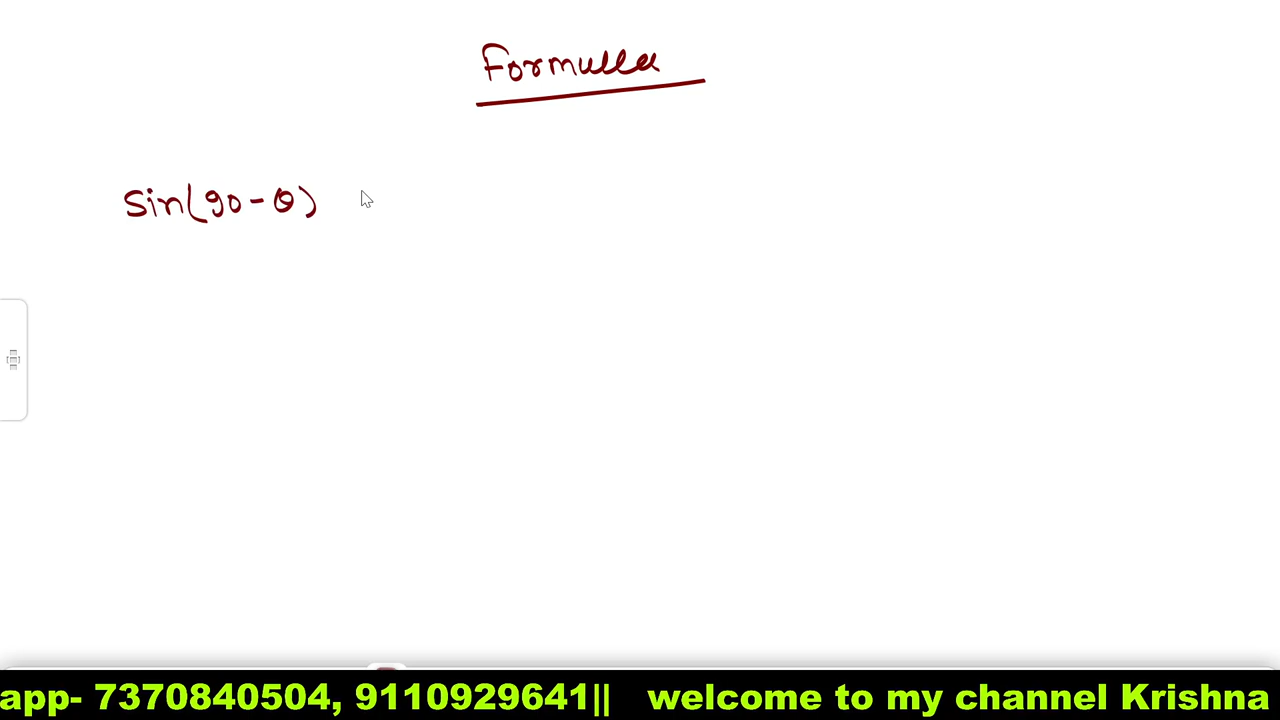 Formulla
Sin(90-θ)
app- 7370840504, 9110929641|| welcome to my channel Krishna